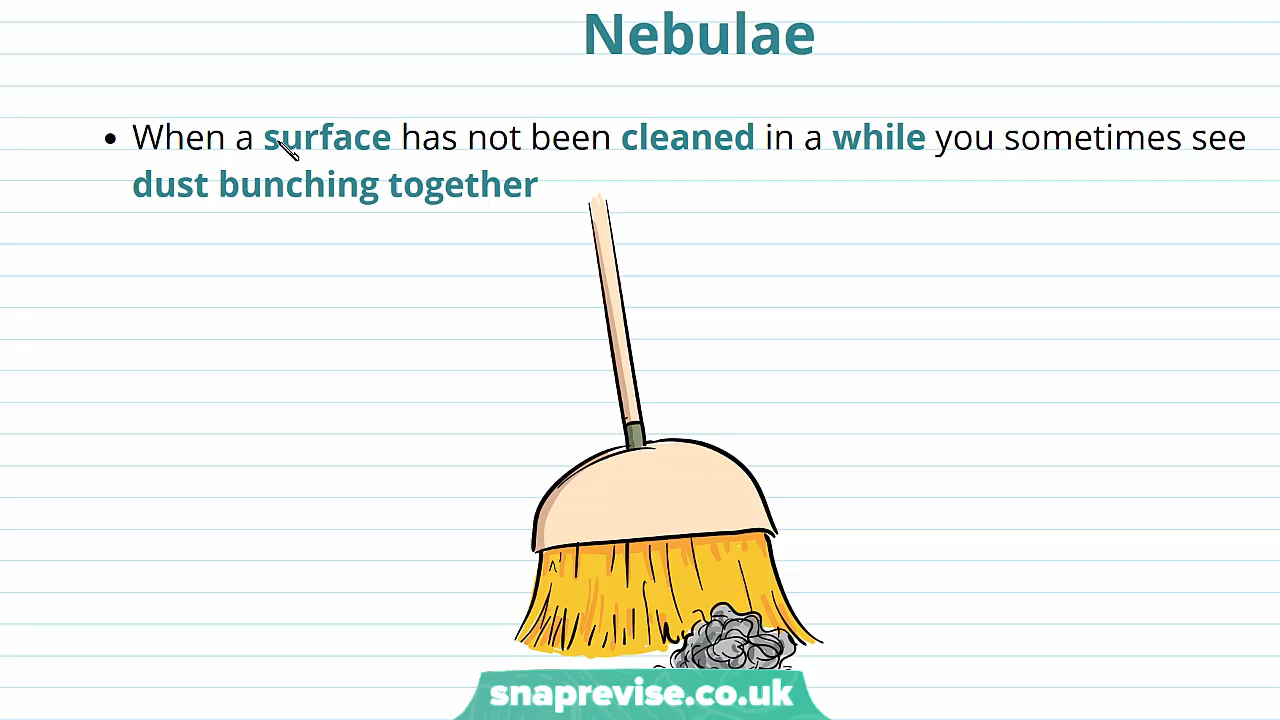 Nebulae
• When a surface has not been cleaned in a while you sometimes see
dust bunching together
snaprevise.co.uk